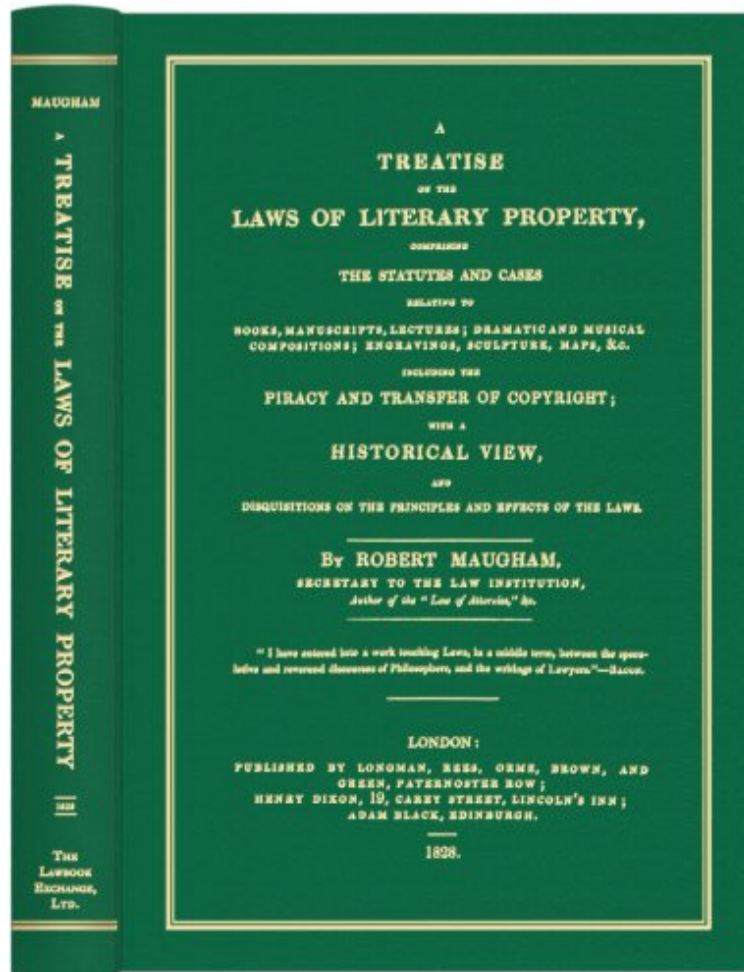 MAUGHAM
A TREATISE ON THE LAWS OF LITERARY PROPERTY
1828
THE
LAWBOOK
EXCHANGE,
LTD.
A
TREATISE
ON THE
LAWS OF LITERARY PROPERTY,
COMPRISING
THE STATUTES AND CASES
RELATING TO
BOOKS, MANUSCRIPTS, LECTURES; DRAMATIC AND MUSICAL
COMPOSITIONS; ENGRAVINGS, SCULPTURE, MAPS, &c.
INCLUDING THE
PIRACY AND TRANSFER OF COPYRIGHT;
WITH A
HISTORICAL VIEW,
AND
DISQUISITIONS ON THE PRINCIPLES AND EFFECTS OF THE LAWS.
BY ROBERT MAUGHAM,
SECRETARY TO THE LAW INSTITUTION,
Author of the "Law of Attornies," &c.
"I have entered into a work touching Laws, in a middle term, between the specu-
lative and reverend discourses of Philosophers, and the writings of Lawyers."—BACON.
LONDON:
PUBLISHED BY LONGMAN, REES, ORME, BROWN, AND
GREEN, PATERNOSTER ROW;
HENRY DIXON, 19, CAREY STREET, LINCOLN'S INN;
ADAM BLACK, EDINBURGH.
1828.